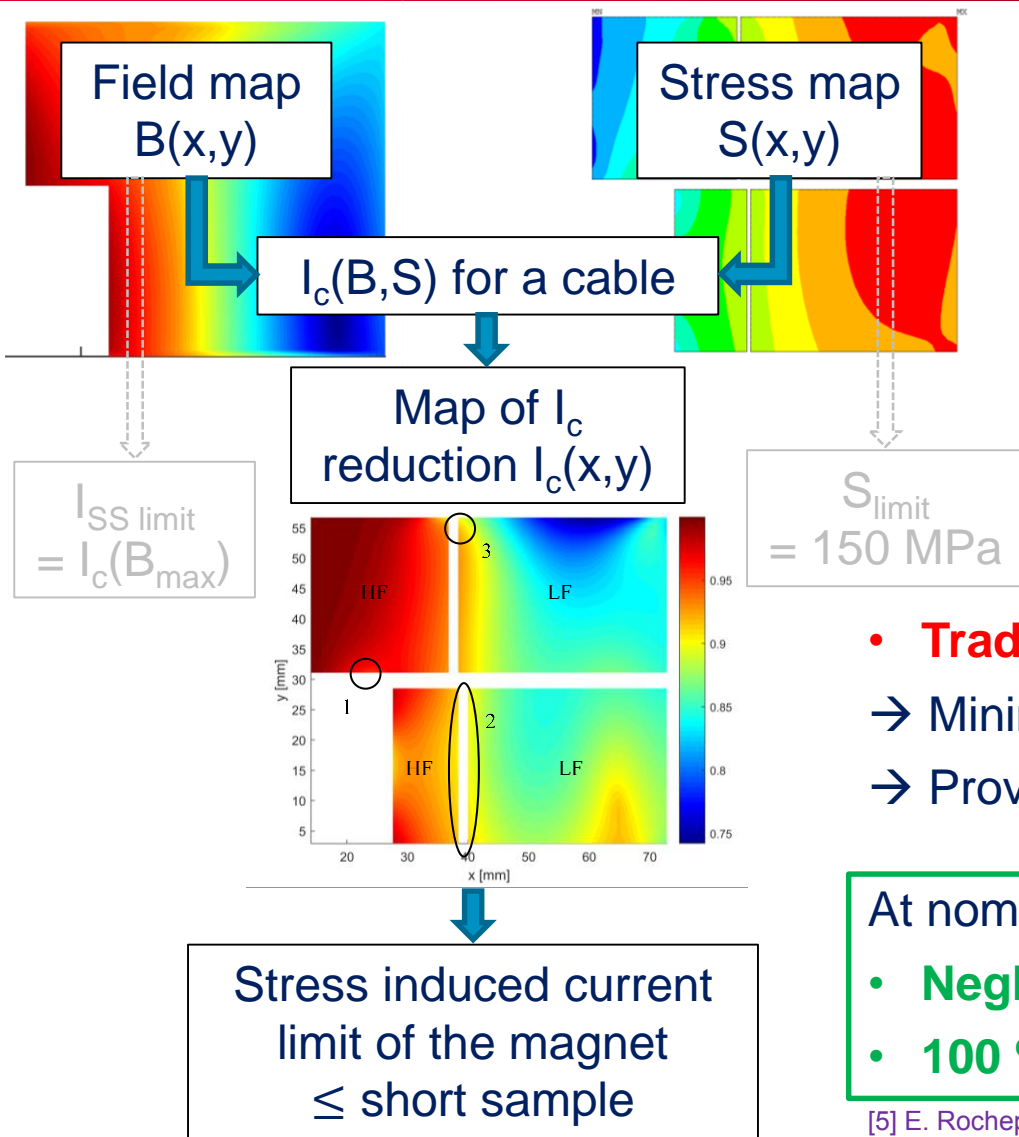 MN
MX
Field map
B(x,y)
Stress map
S(x,y)
I_c(B,S) for a cable
Map of I_c
reduction I_c(x,y)
I_SS limit
= I_c(B_max)
S_limit
= 150 MPa
55
50
45
40
35
30
25
20
15
10
5
y [mm]
20
30
40
50
60
70
x [mm]
HF
LF
HF
LF
1
2
3
0.95
0.9
0.85
0.8
0.75
• Trad
→ Mini
→ Prov
At nom
• Negl
• 100
Stress induced current
limit of the magnet
≤ short sample
[5] E. Rochep